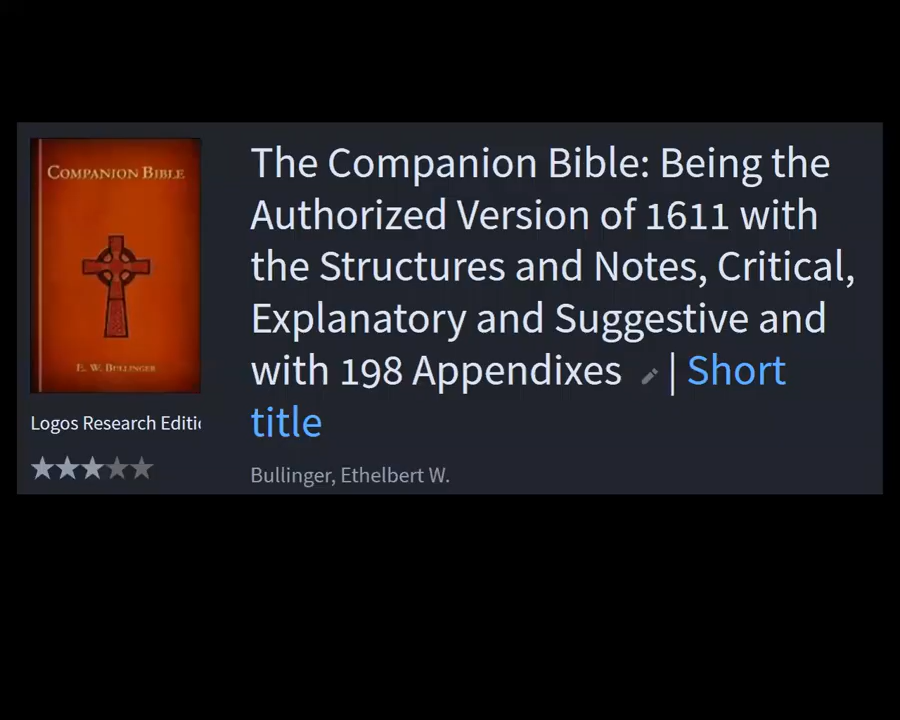 COMPANION BIBLE
E. W. BULLINGER
Logos Research Editi
The Companion Bible: Being the
Authorized Version of 1611 with
the Structures and Notes, Critical,
Explanatory and Suggestive and
with 198 Appendixes | Short
title
Bullinger, Ethelbert W.